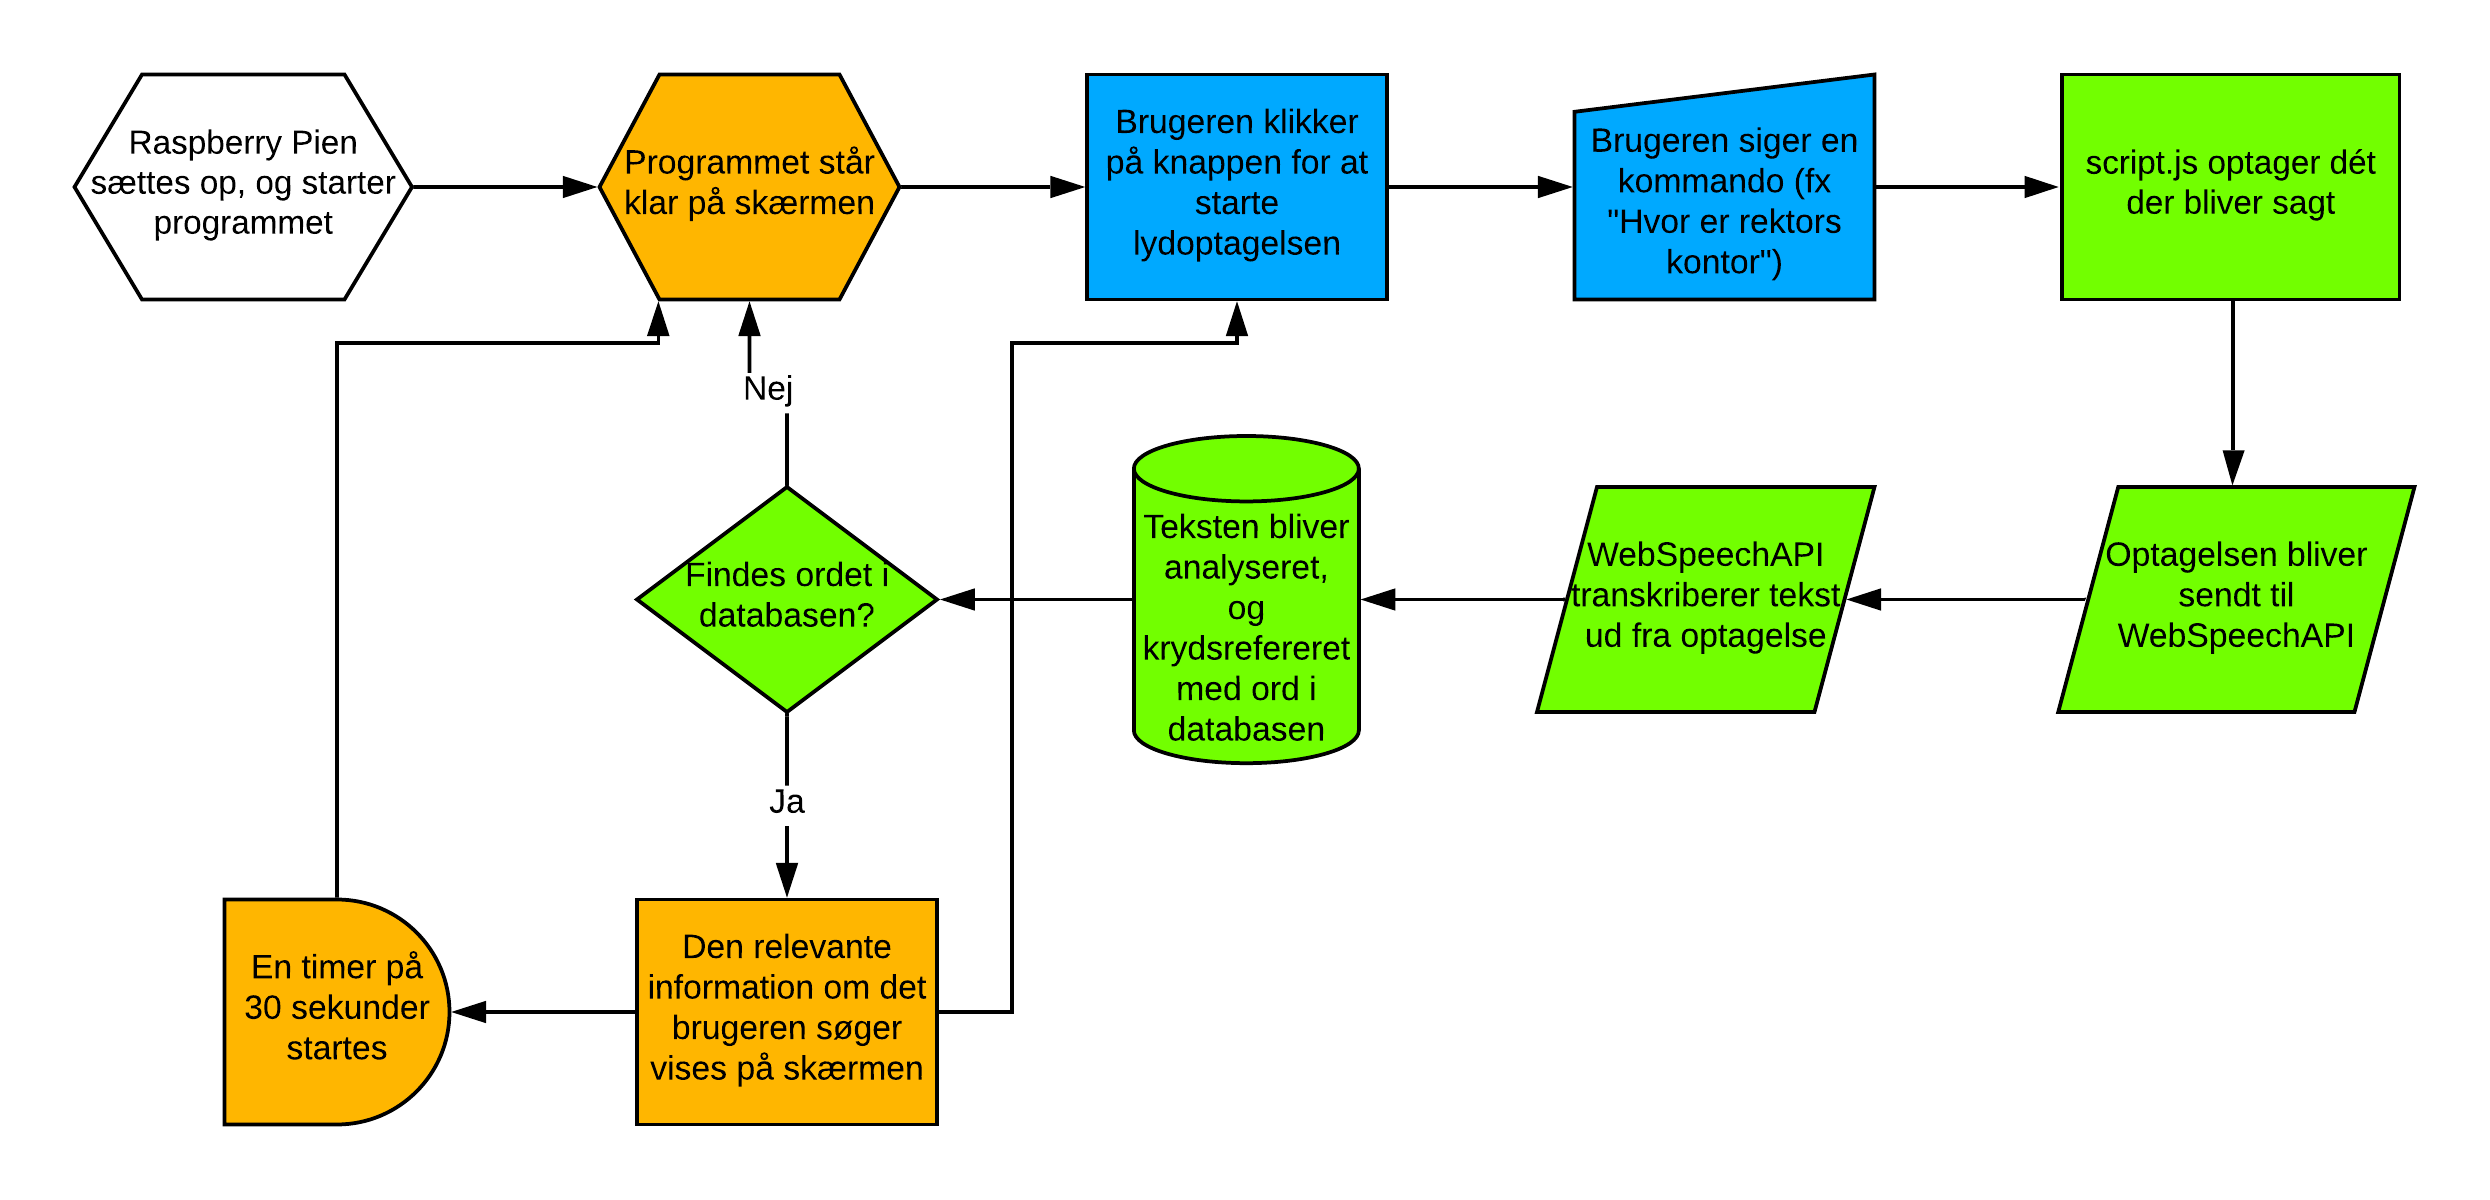 Raspberry Pien
sættes op, og starter
programmet
Programmet står
klar på skærmen
Brugeren klikker
på knappen for at
starte
lydoptagelsen
Brugeren siger en
kommando (fx
"Hvor er rektors
kontor")
script.js optager dét
der bliver sagt
Optagelsen bliver
sendt til
WebSpeechAPI
WebSpeechAPI
transkriberer tekst
ud fra optagelse
Teksten bliver
analyseret,
og
krydsrefereret
med ord i
databasen
Findes ordet i
databasen?
Nej
Ja
Den relevante
information om det
brugeren søger
vises på skærmen
En timer på
30 sekunder
startes